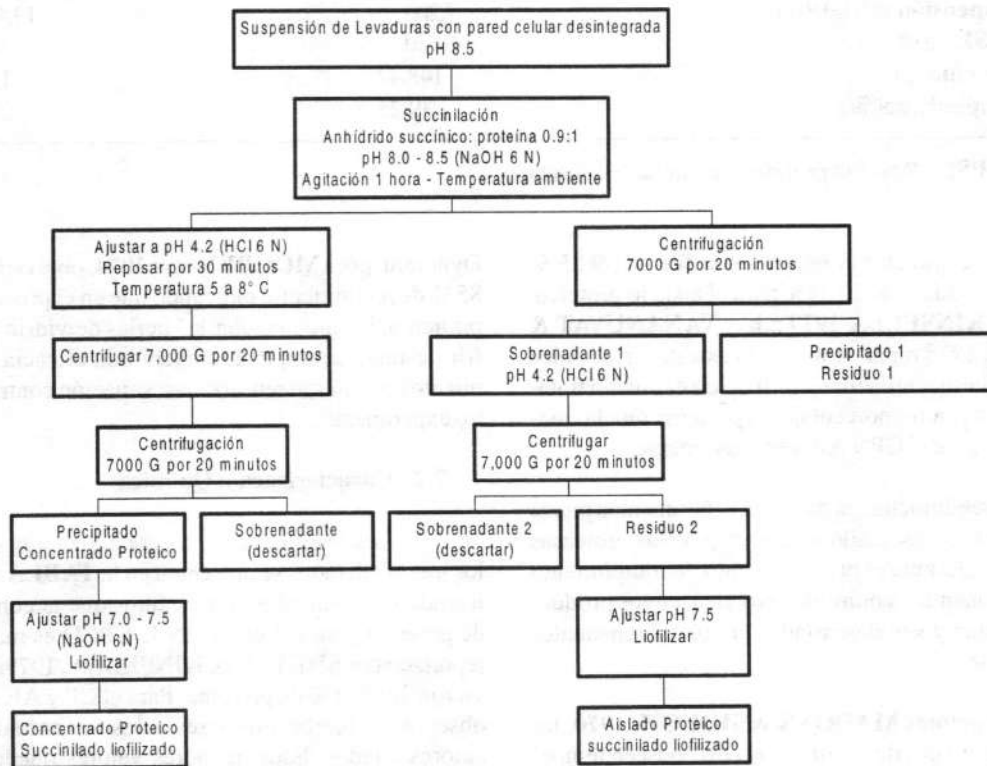 Suspensión de Levaduras con pared celular desintegrada
pH 8.5
Succinilación
Anhídrido succínico: proteína 0.9:1
pH 8.0 - 8.5 (NaOH 6 N)
Agitación 1 hora - Temperatura ambiente
Ajustar a pH 4.2 (HCl 6 N)
Reposar por 30 minutos
Temperatura 5 a 8° C
Centrifugación
7000 G por 20 minutos
Centrifugar 7,000 G por 20 minutos
Sobrenadante 1
pH 4.2 (HCl 6 N)
Precipitado 1
Residuo 1
Centrifugación
7000 G por 20 minutos
Centrifugar
7,000 G por 20 minutos
Precipitado
Concentrado Proteico
Sobrenadante
(descartar)
Sobrenadante 2
(descartar)
Residuo 2
Ajustar pH 7.0 - 7.5
(NaOH 6N)
Liofilizar
Ajustar pH 7.5
Liofilizar
Concentrado Proteico
Succinilado liofilizado
Aislado Proteico
succinilado liofilizado